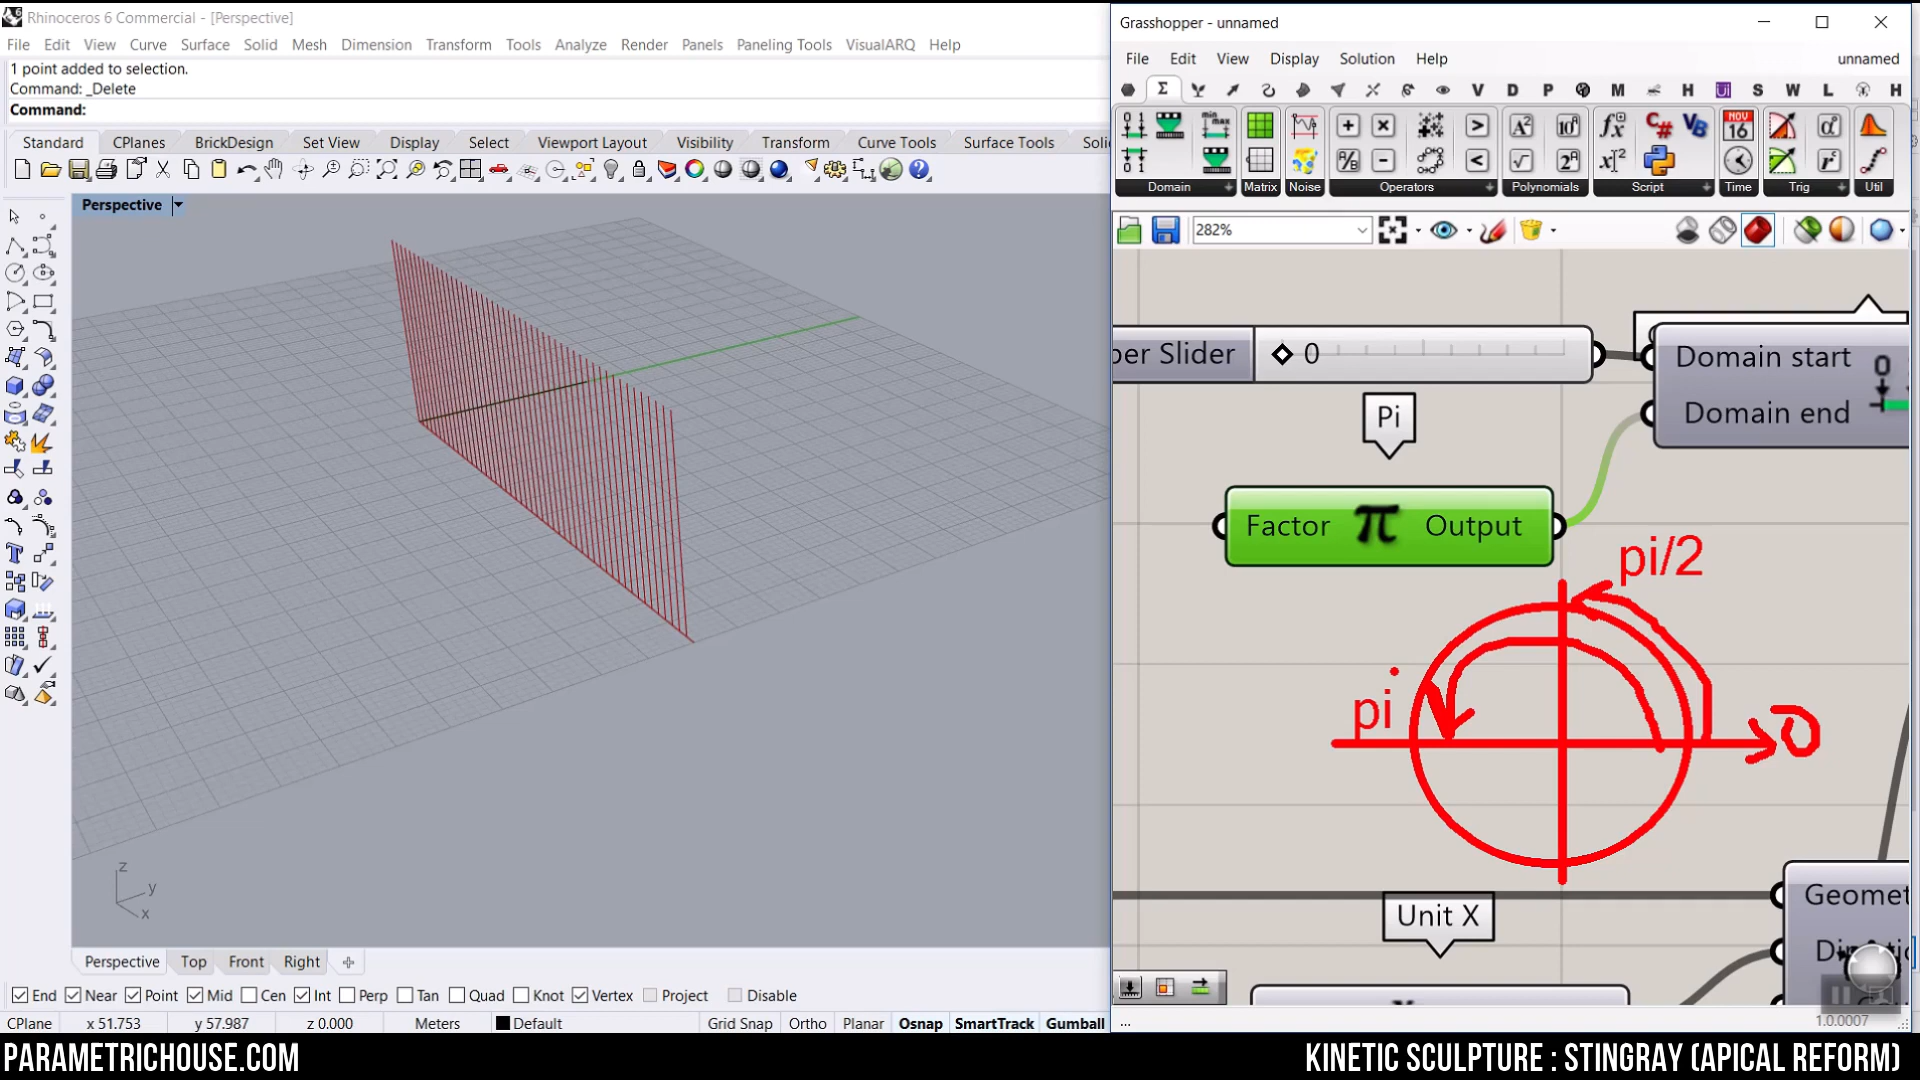 Rhinoceros 6 Commercial - [Perspective]
File Edit View Curve Surface Solid Mesh Dimension Transform Tools Analyze Render Panels Paneling Tools VisualARQ Help
1 point added to selection.
Command: _Delete
Command:
Standard CPlanes BrickDesign Set View Display Select Viewport Layout Visibility Transform Curve Tools Surface Tools Soli
Perspective
z
y
x
Perspective Top Front Right
End Near Point Mid Cen Int Perp Tan Quad Knot Vertex Project Disable
CPlane x 51.753 y 57.987 z 0.000 Meters Default Grid Snap Ortho Planar Osnap SmartTrack Gumball
Grasshopper - unnamed
File Edit View Display Solution Help unnamed
V D P M H S W L H
Domain Matrix Noise Operators Polynomials Script Time Trig Util
282%
per Slider 0
Domain start
Domain end
Pi
Factor π Output
pi/2
pi
0
Geomet
Unit X
...
1.0.0007
PARAMETRICHOUSE.COM
KINETIC SCULPTURE : STINGRAY (APICAL REFORM)